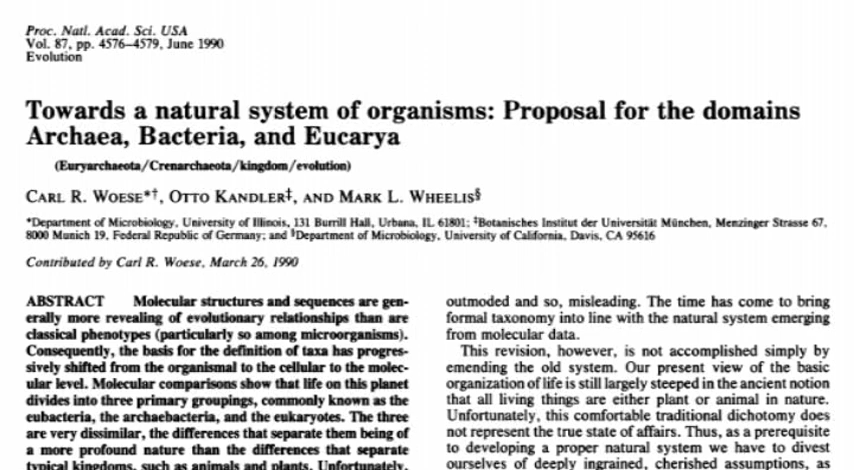 Proc. Natl. Acad. Sci. USA
Vol. 87, pp. 4576–4579, June 1990
Evolution
Towards a natural system of organisms: Proposal for the domains
Archaea, Bacteria, and Eucarya
(Euryarchaeota/Crenarchaeota/kingdom/evolution)
CARL R. WOESE*†, OTTO KANDLER‡, AND MARK L. WHEELIS§
*Department of Microbiology, University of Illinois, 131 Burrill Hall, Urbana, IL 61801; ‡Botanisches Institut der Universität München, Menzinger Strasse 67,
8000 Munich 19, Federal Republic of Germany; and §Department of Microbiology, University of California, Davis, CA 95616
Contributed by Carl R. Woese, March 26, 1990
ABSTRACT Molecular structures and sequences are gen-
erally more revealing of evolutionary relationships than are
classical phenotypes (particularly so among microorganisms).
Consequently, the basis for the definition of taxa has progres-
sively shifted from the organismal to the cellular to the molec-
ular level. Molecular comparisons show that life on this planet
divides into three primary groupings, commonly known as the
eubacteria, the archaebacteria, and the eukaryotes. The three
are very dissimilar, the differences that separate them being of
a more profound nature than the differences that separate
typical kingdoms, such as animals and plants. Unfortunately,
outmoded and so, misleading. The time has come to bring
formal taxonomy into line with the natural system emerging
from molecular data.
This revision, however, is not accomplished simply by
emending the old system. Our present view of the basic
organization of life is still largely steeped in the ancient notion
that all living things are either plant or animal in nature.
Unfortunately, this comfortable traditional dichotomy does
not represent the true state of affairs. Thus, as a prerequisite
to developing a proper natural system we have to divest
ourselves of deeply ingrained, cherished assumptions, as